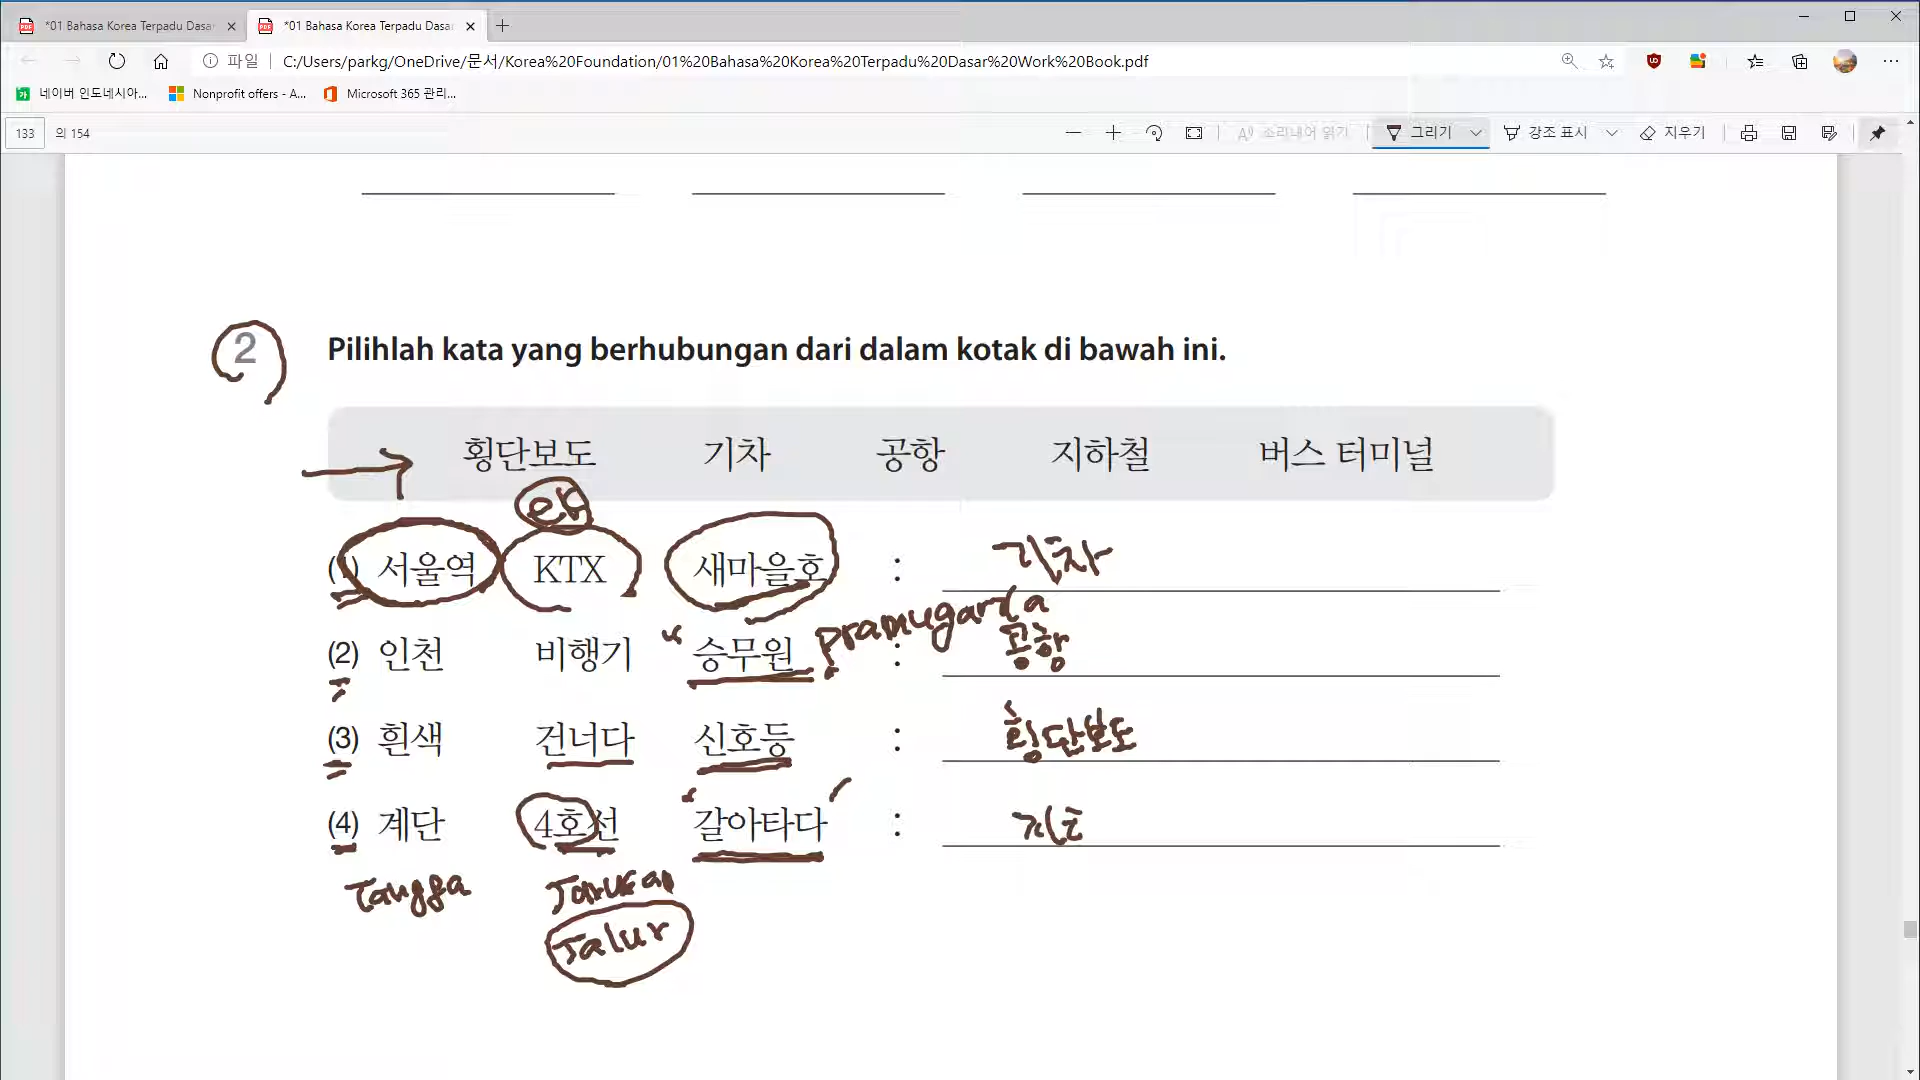 *01 Bahasa Korea Terpadu Dasar
*01 Bahasa Korea Terpadu Dasar
파일 C:/Users/parkg/OneDrive/문서/Korea%20Foundation/01%20Bahasa%20Korea%20Terpadu%20Dasar%20Work%20Book.pdf
네이버 인도네시아... Nonprofit offers - A... Microsoft 365 관리...
133 의 154 소리내어 읽기 그리기 강조 표시 지우기
2 Pilihlah kata yang berhubungan dari dalam kotak di bawah ini.
횡단보도 기차 공항 지하철 버스 터미널
(1) 서울역 KTX 새마을호 : 기차
pramugaria
(2) 인천 비행기 승무원 : 공항
(3) 흰색 건너다 신호등 : 횡단보도
(4) 계단 4호선 갈아타다 :
Tangga Jalur